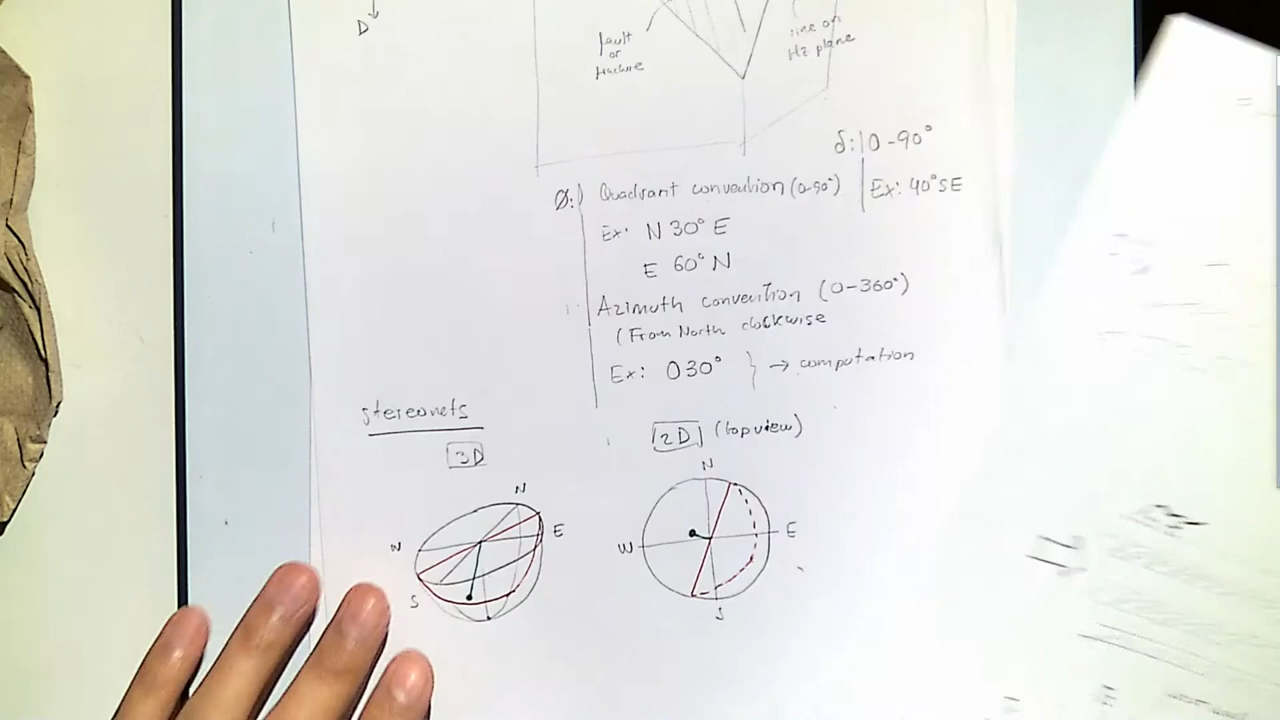 D
fault
or
fracture
line on
Hz plane
δ: 0-90°
Ø: Quadrant convention (0-90°)
Ex: 40°SE
Ex: N 30° E
E 60° N
Azimuth convention (0-360°)
(From North clockwise
Ex: 030° } → computation
stereonets
3D
2D (top view)
N
W
E
S
N
W
E
S